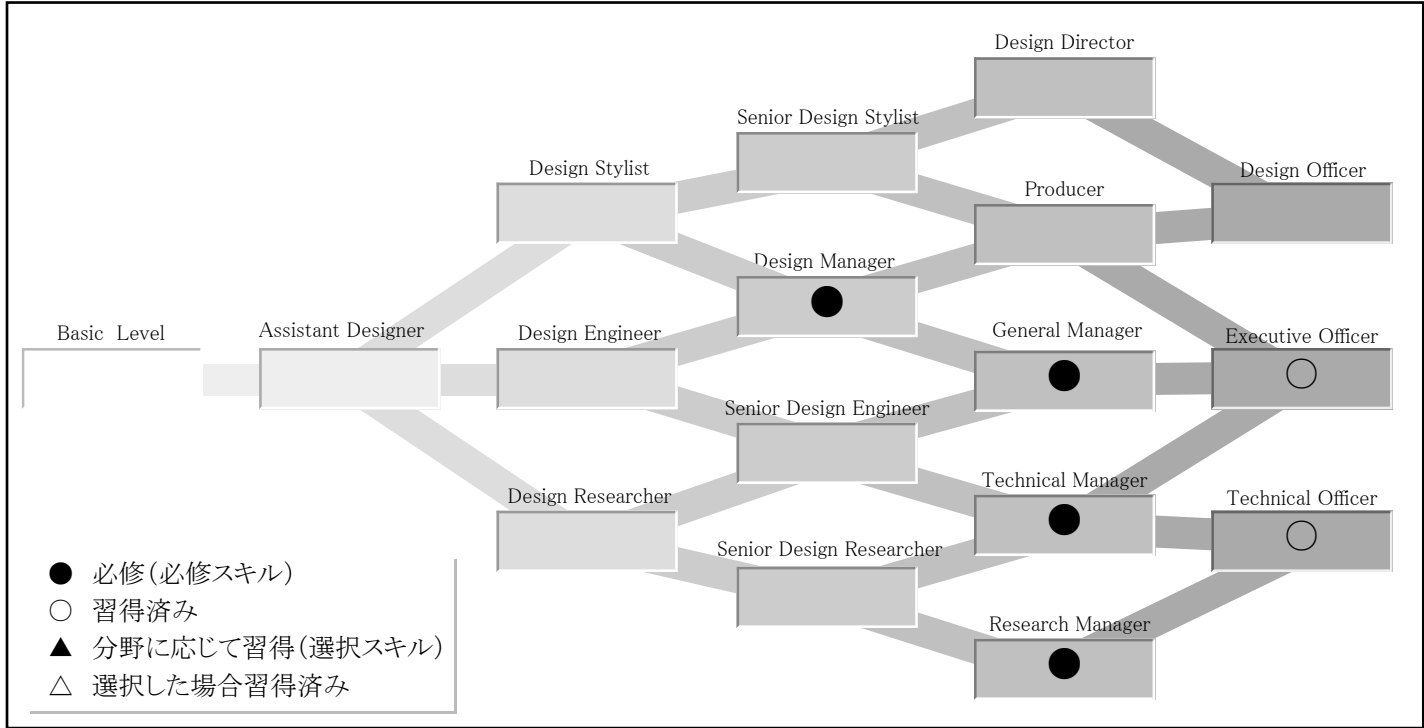 Design Director
Senior Design Stylist
Design Stylist
Design Officer
Producer
Design Manager
●
Basic Level
Assistant Designer
Design Engineer
General Manager
●
Executive Officer
○
Senior Design Engineer
Design Researcher
Technical Manager
●
Technical Officer
○
Senior Design Researcher
Research Manager
●
● 必修(必修スキル)
○ 習得済み
▲ 分野に応じて習得(選択スキル)
△ 選択した場合習得済み